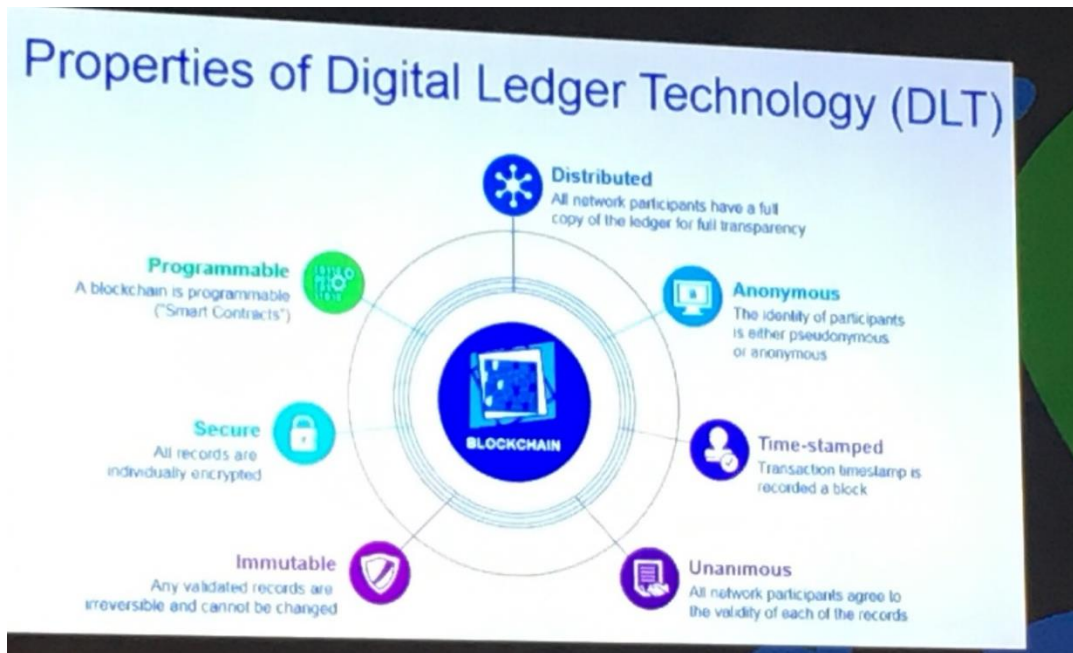 Properties of Digital Ledger Technology (DLT)
Distributed
All network participants have a full
copy of the ledger for full transparency
Anonymous
The identity of participants
is either pseudonymous
or anonymous
Time-stamped
Transaction timestamp is
recorded a block
Unanimous
All network participants agree to
the validity of each of the records
Immutable
Any validated records are
irreversible and cannot be changed
Secure
All records are
individually encrypted
Programmable
A blockchain is programmable
("Smart Contracts")
BLOCKCHAIN